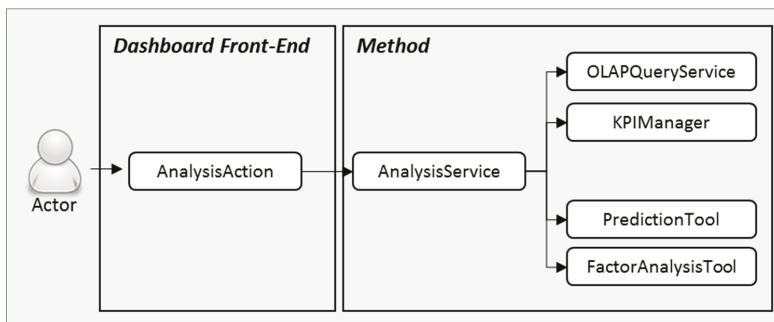 Dashboard Front-End
Method
OLAPQueryService
KPIManager
AnalysisAction
AnalysisService
Actor
PredictionTool
FactorAnalysisTool